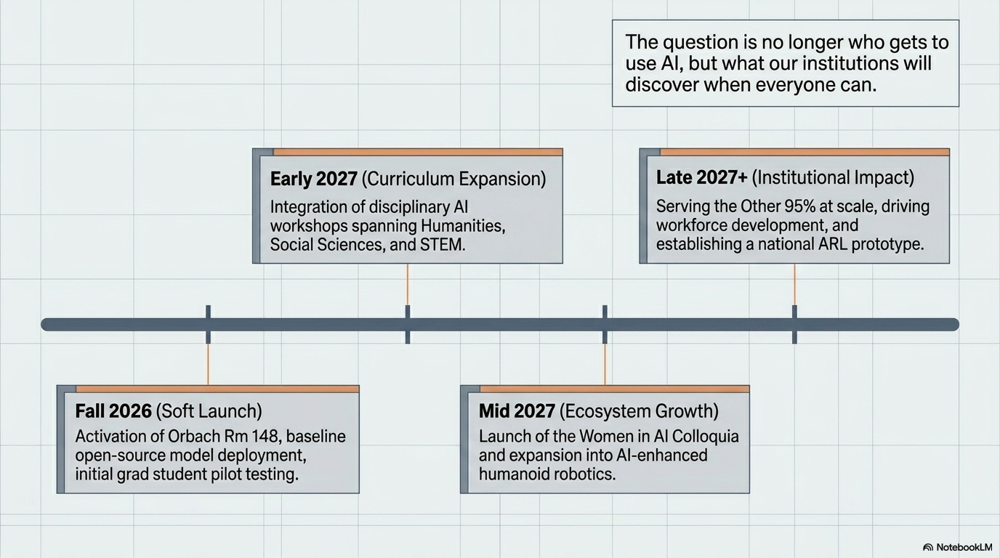 The question is no longer who gets to
use AI, but what our institutions will
discover when everyone can.
Early 2027 (Curriculum Expansion)
Integration of disciplinary AI
workshops spanning Humanities,
Social Sciences, and STEM.
Late 2027+ (Institutional Impact)
Serving the Other 95% at scale, driving
workforce development, and
establishing a national ARL prototype.
Fall 2026 (Soft Launch)
Activation of Orbach Rm 148, baseline
open-source model deployment,
initial grad student pilot testing.
Mid 2027 (Ecosystem Growth)
Launch of the Women in AI Colloquia
and expansion into AI-enhanced
humanoid robotics.
NotebookLM